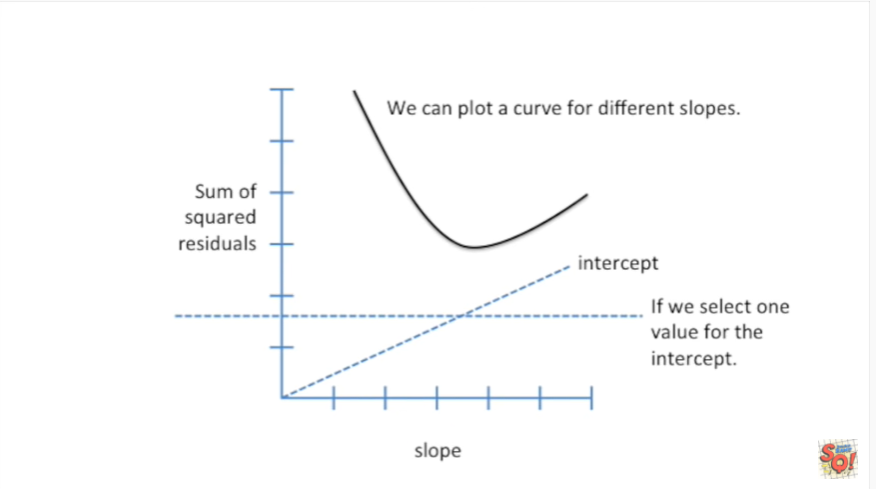 We can plot a curve for different slopes.
Sum of
squared
residuals
intercept
If we select one
value for the
intercept.
slope
SQ!